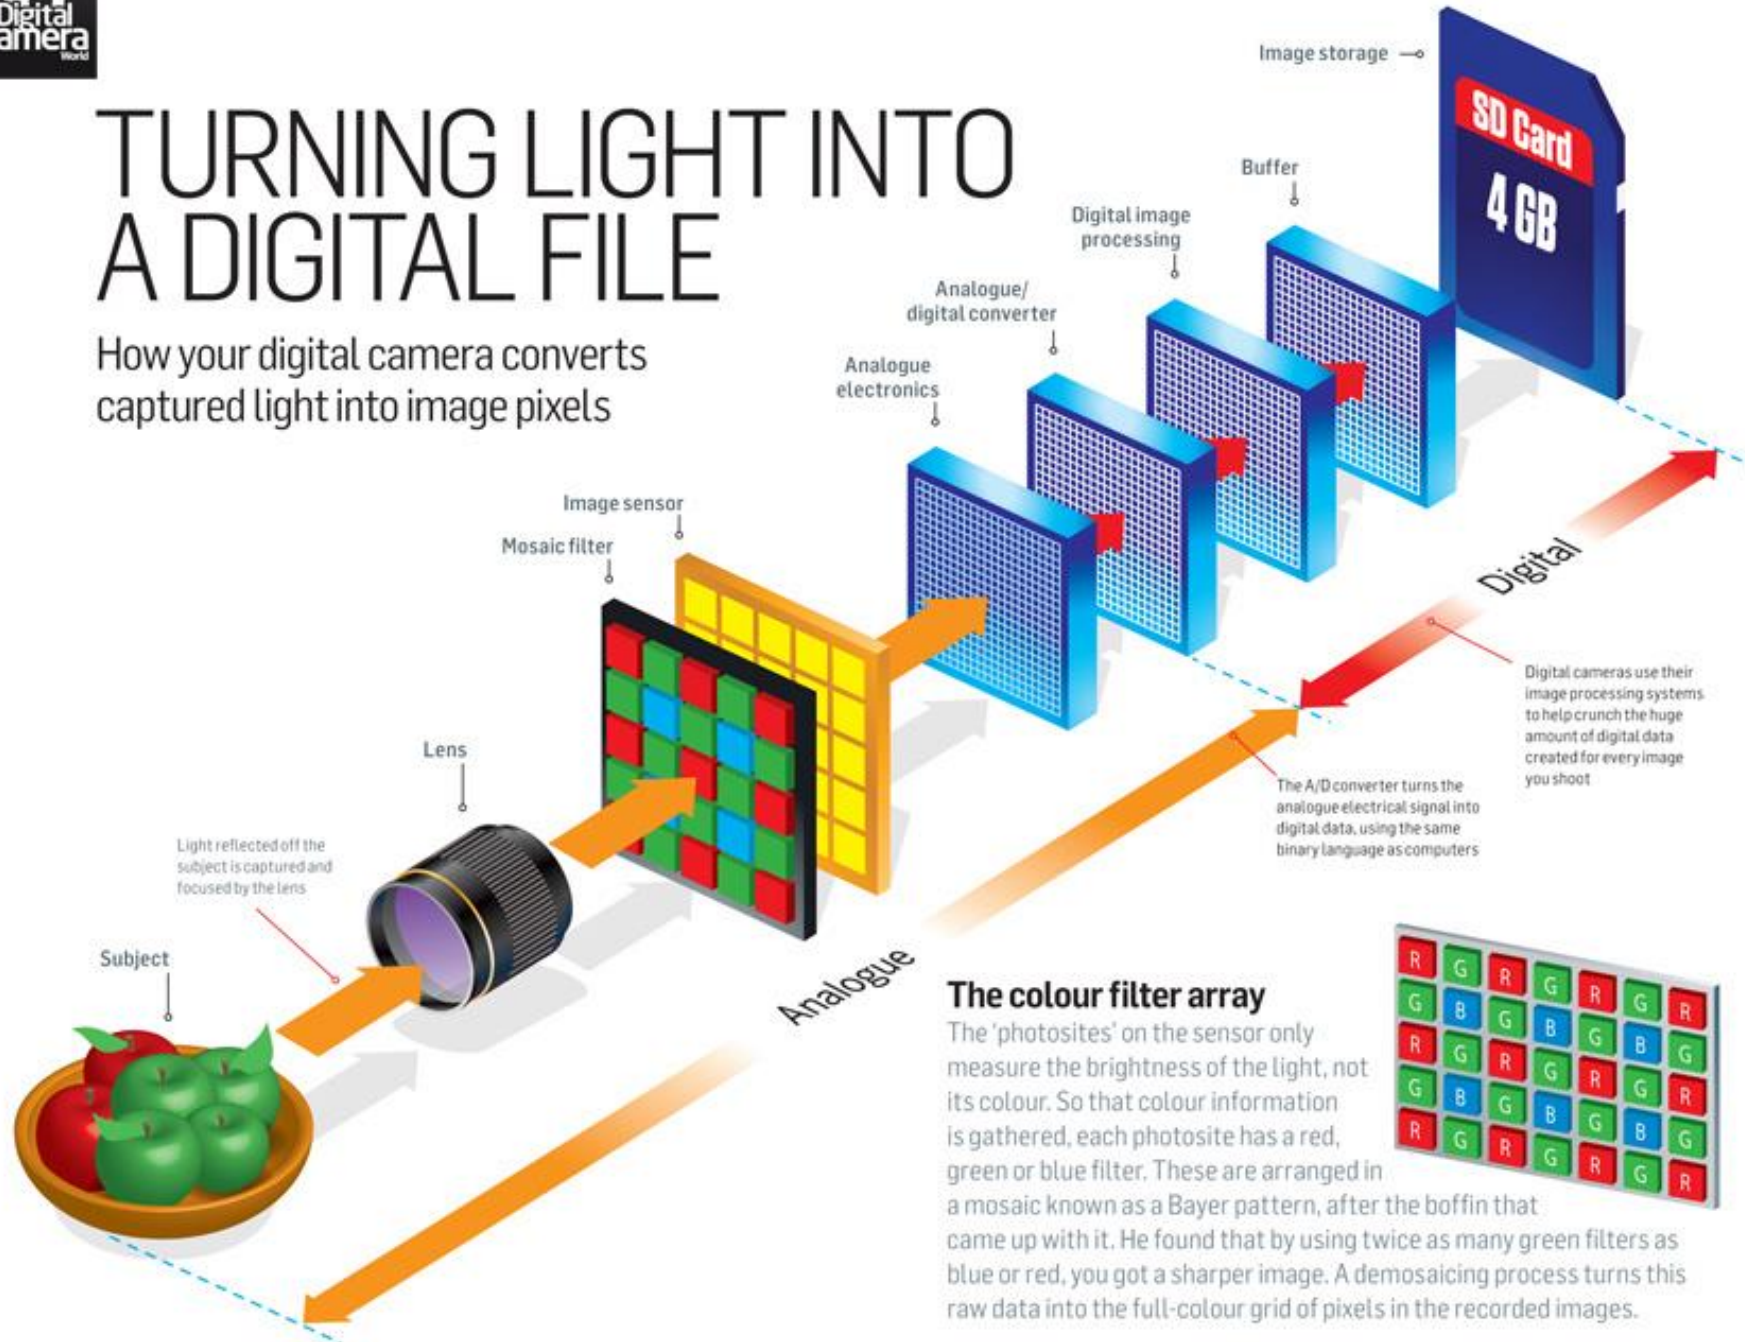 Digital
Camera
World
TURNING LIGHT INTO
A DIGITAL FILE
How your digital camera converts
captured light into image pixels
Image storage
SD Card
4 GB
Buffer
Digital image
processing
Analogue/
digital converter
Analogue
electronics
Image sensor
Mosaic filter
Lens
Light reflected off the
subject is captured and
focused by the lens
Subject
Analogue
Digital
Digital cameras use their
image processing systems
to help crunch the huge
amount of digital data
created for every image
you shoot
The A/D converter turns the
analogue electrical signal into
digital data, using the same
binary language as computers
The colour filter array
The 'photosites' on the sensor only
measure the brightness of the light, not
its colour. So that colour information
is gathered, each photosite has a red,
green or blue filter. These are arranged in
a mosaic known as a Bayer pattern, after the boffin that
came up with it. He found that by using twice as many green filters as
blue or red, you got a sharper image. A demosaicing process turns this
raw data into the full-colour grid of pixels in the recorded images.
R G R G R G R
G B G B G B G
R G R G R G R
G B G B G B G
R G R G R G R